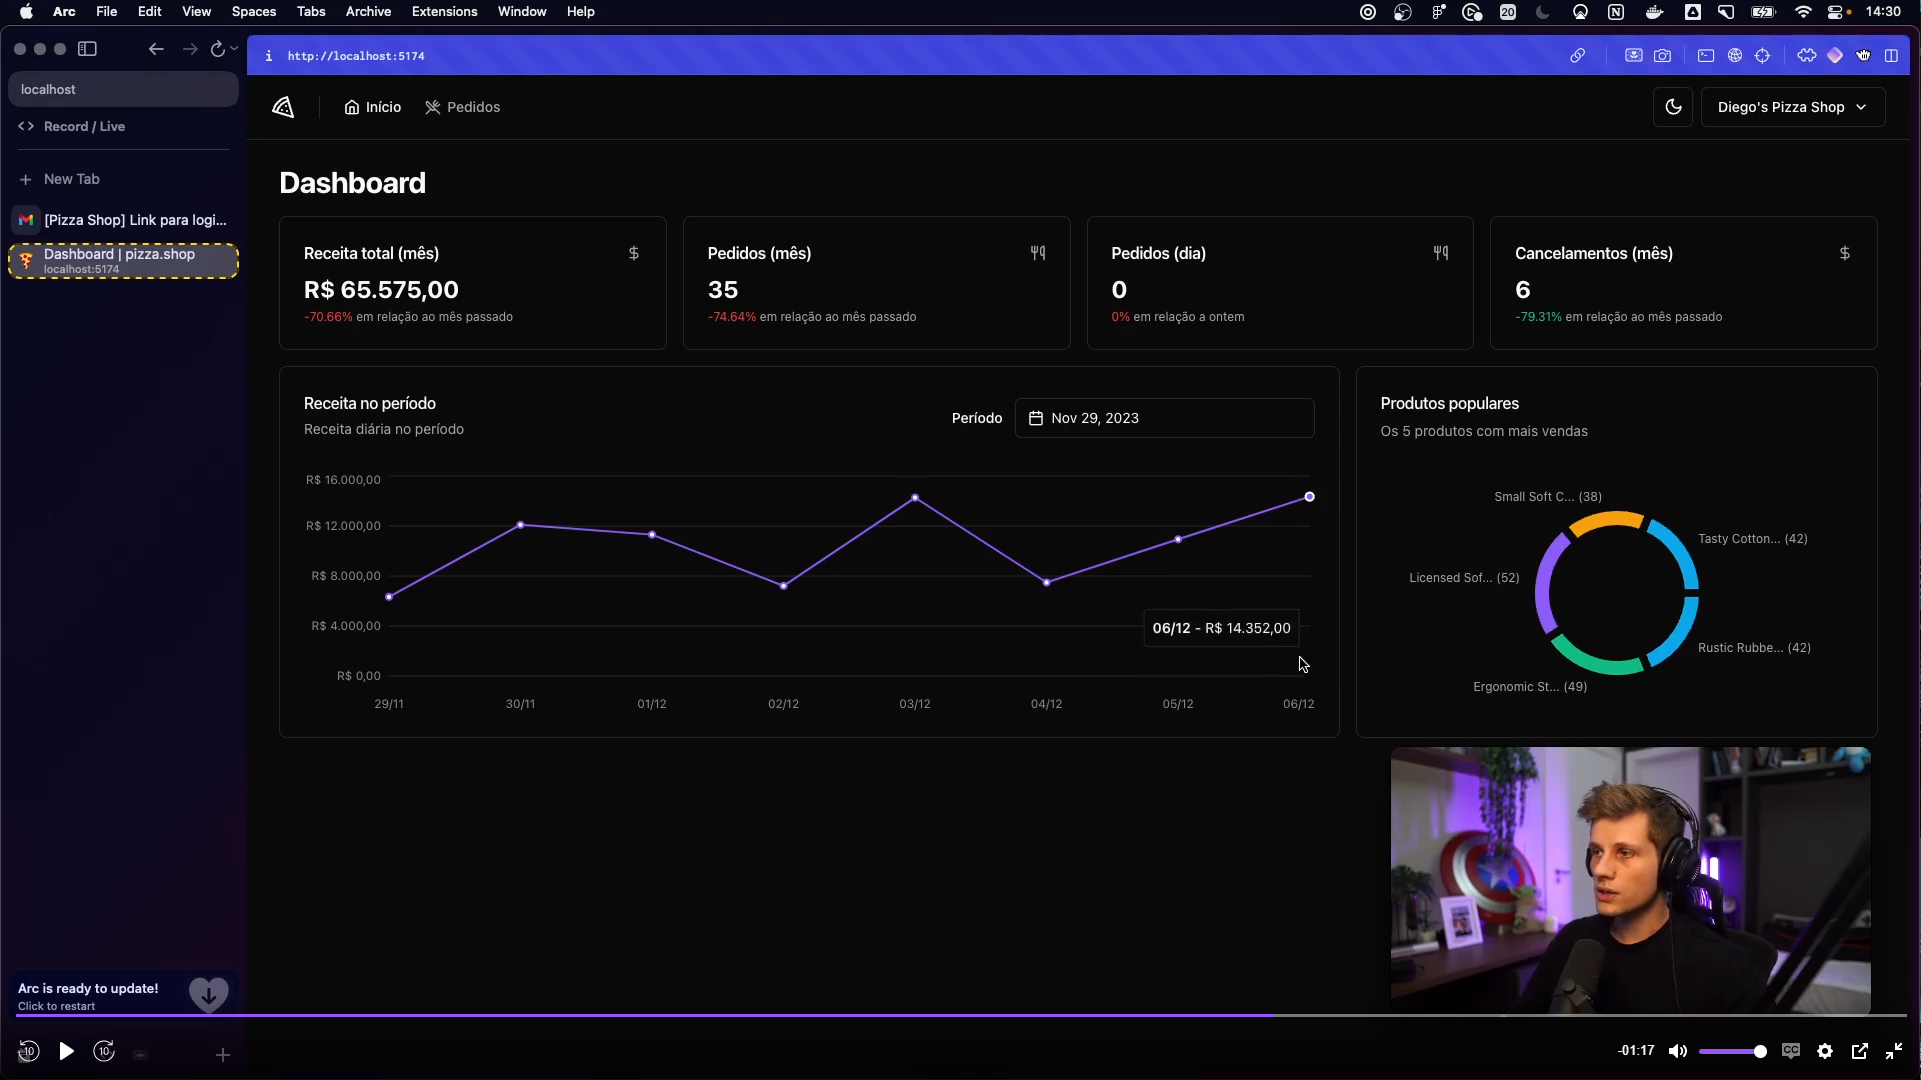 Arc File Edit View Spaces Tabs Archive Extensions Window Help
20
14:30
http://localhost:5174
localhost
Record / Live
New Tab
[Pizza Shop] Link para logi...
Dashboard | pizza.shop
localhost:5174
Início
Pedidos
Diego's Pizza Shop
Dashboard
Receita total (mês)
$
R$ 65.575,00
-70.66% em relação ao mês passado
Pedidos (mês)
35
-74.64% em relação ao mês passado
Pedidos (dia)
0
0% em relação a ontem
Cancelamentos (mês)
$
6
-79.31% em relação ao mês passado
Receita no período
Receita diária no período
Período
Nov 29, 2023
R$ 16.000,00
R$ 12.000,00
R$ 8.000,00
R$ 4.000,00
R$ 0,00
29/11
30/11
01/12
02/12
03/12
04/12
05/12
06/12
06/12 - R$ 14.352,00
Produtos populares
Os 5 produtos com mais vendas
Small Soft C... (38)
Tasty Cotton... (42)
Licensed Sof... (52)
Rustic Rubbe... (42)
Ergonomic St... (49)
Arc is ready to update!
Click to restart
10
10
-01:17
CC